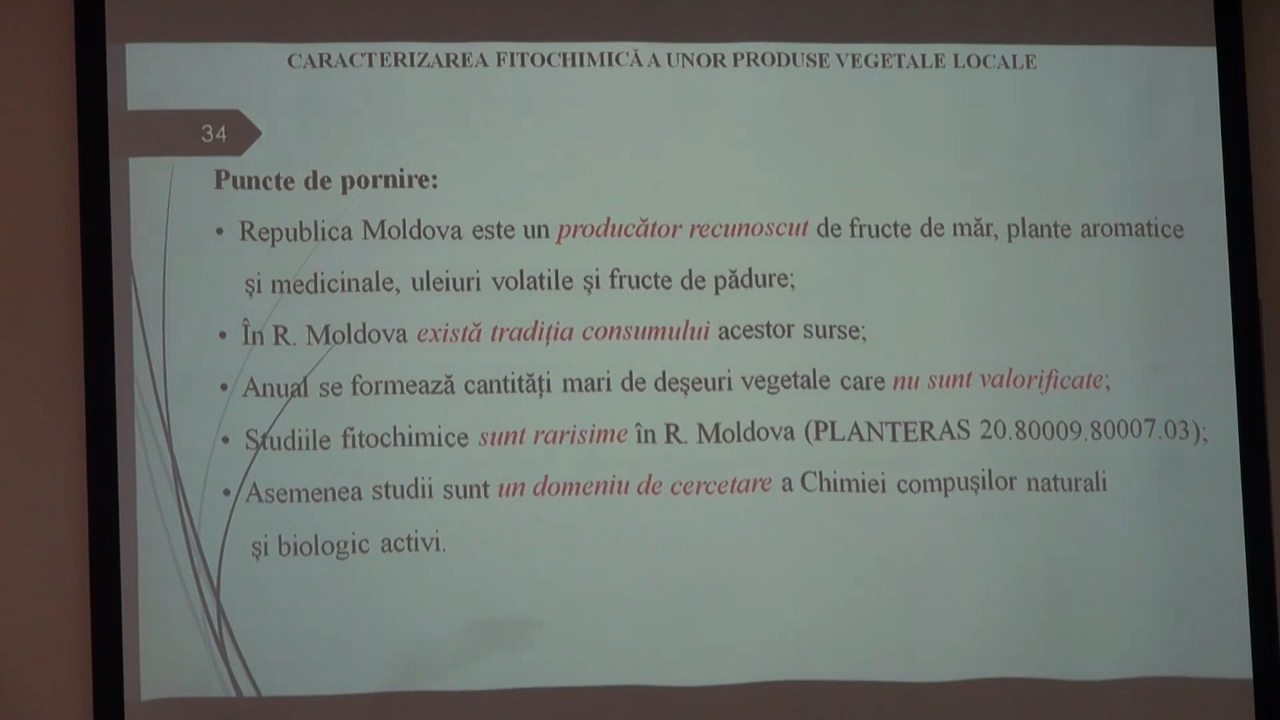 CARACTERIZAREA FITOCHIMICĂ A UNOR PRODUSE VEGETALE LOCALE
34
Puncte de pornire:
• Republica Moldova este un producător recunoscut de fructe de măr, plante aromatice
și medicinale, uleiuri volatile și fructe de pădure;
• În R. Moldova există tradiția consumului acestor surse;
• Anual se formează cantități mari de deșeuri vegetale care nu sunt valorificate;
• Studiile fitochimice sunt rarisime în R. Moldova (PLANTERAS 20.80009.80007.03);
• Asemenea studii sunt un domeniu de cercetare a Chimiei compușilor naturali
și biologic activi.